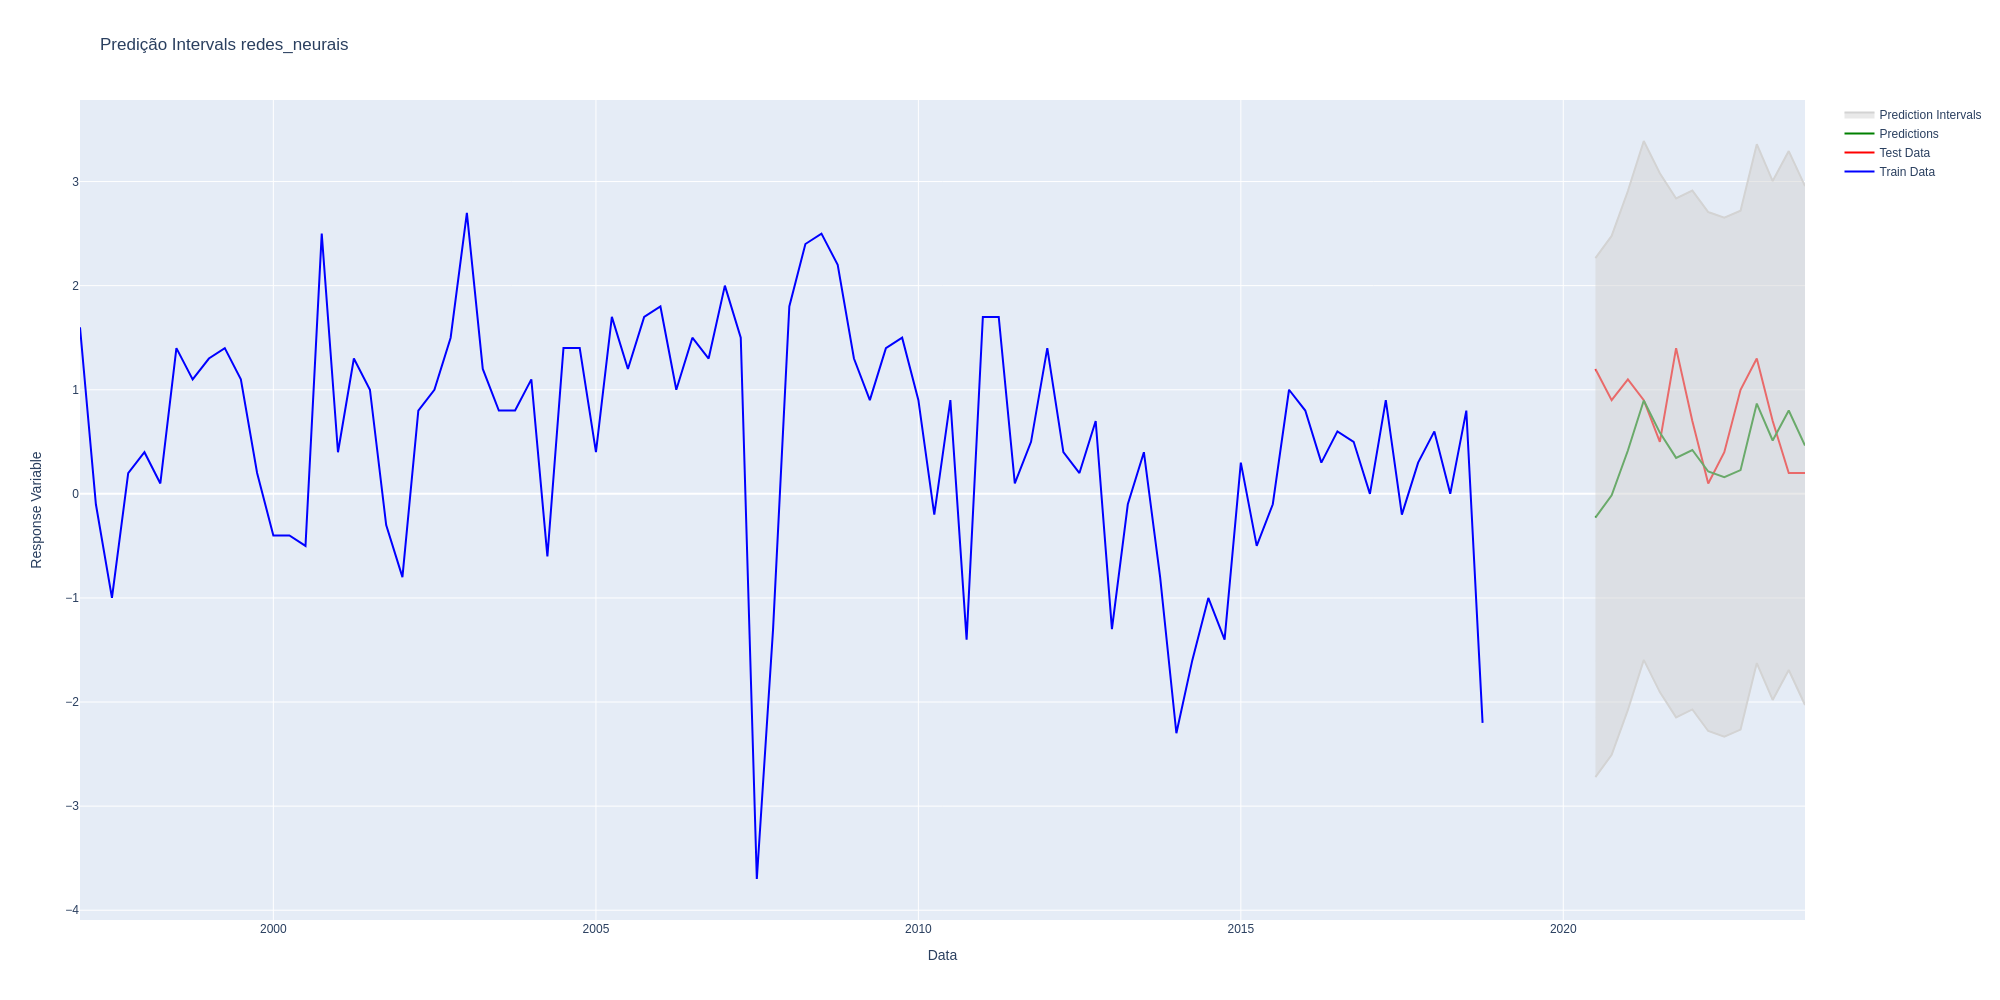 Predição Intervals redes_neurais
Prediction Intervals
Predictions
Test Data
Train Data
3
2
1
0
−1
−2
−3
−4
Response Variable
2000
2005
2010
2015
2020
Data